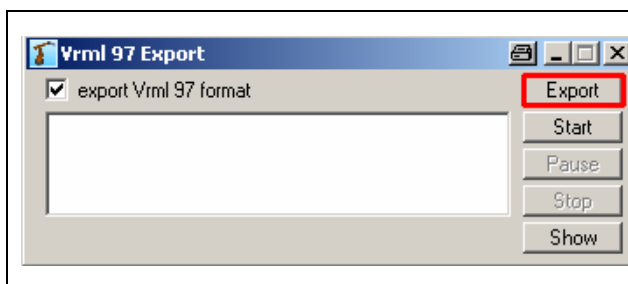 Vrml 97 Export
export Vrml 97 format
Export
Start
Pause
Stop
Show